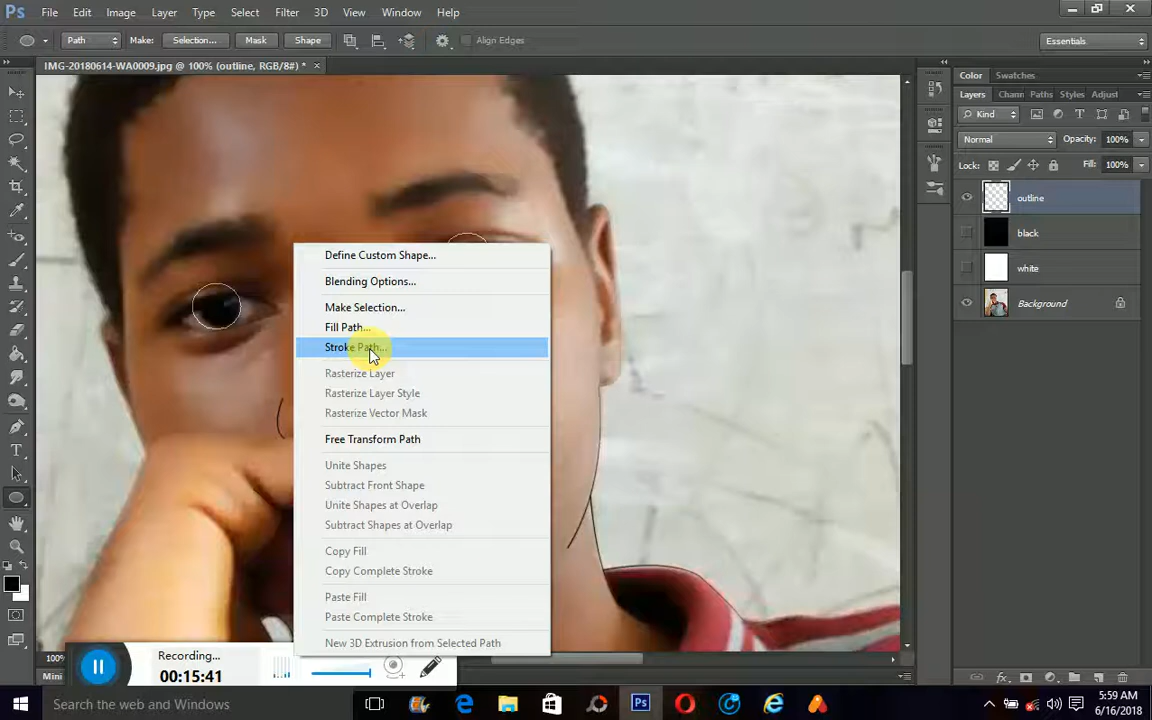 Ps File Edit Image Layer Type Select Filter 3D View Window Help
Path Make: Selection... Mask Shape Align Edges Essentials
IMG-20180614-WA0009.jpg @ 100% (outline, RGB/8#) * ×
Color Swatches
Layers Chann Paths Styles Adjust
Kind
Normal Opacity: 100%
Lock: Fill: 100%
outline
black
white
Background
Define Custom Shape...
Blending Options...
Make Selection...
Fill Path...
Stroke Path...
Rasterize Layer
Rasterize Layer Style
Rasterize Vector Mask
Free Transform Path
Unite Shapes
Subtract Front Shape
Unite Shapes at Overlap
Subtract Shapes at Overlap
Copy Fill
Copy Complete Stroke
Paste Fill
Paste Complete Stroke
New 3D Extrusion from Selected Path
100%
Mini
Recording...
00:15:41
Search the web and Windows
5:59 AM
6/16/2018